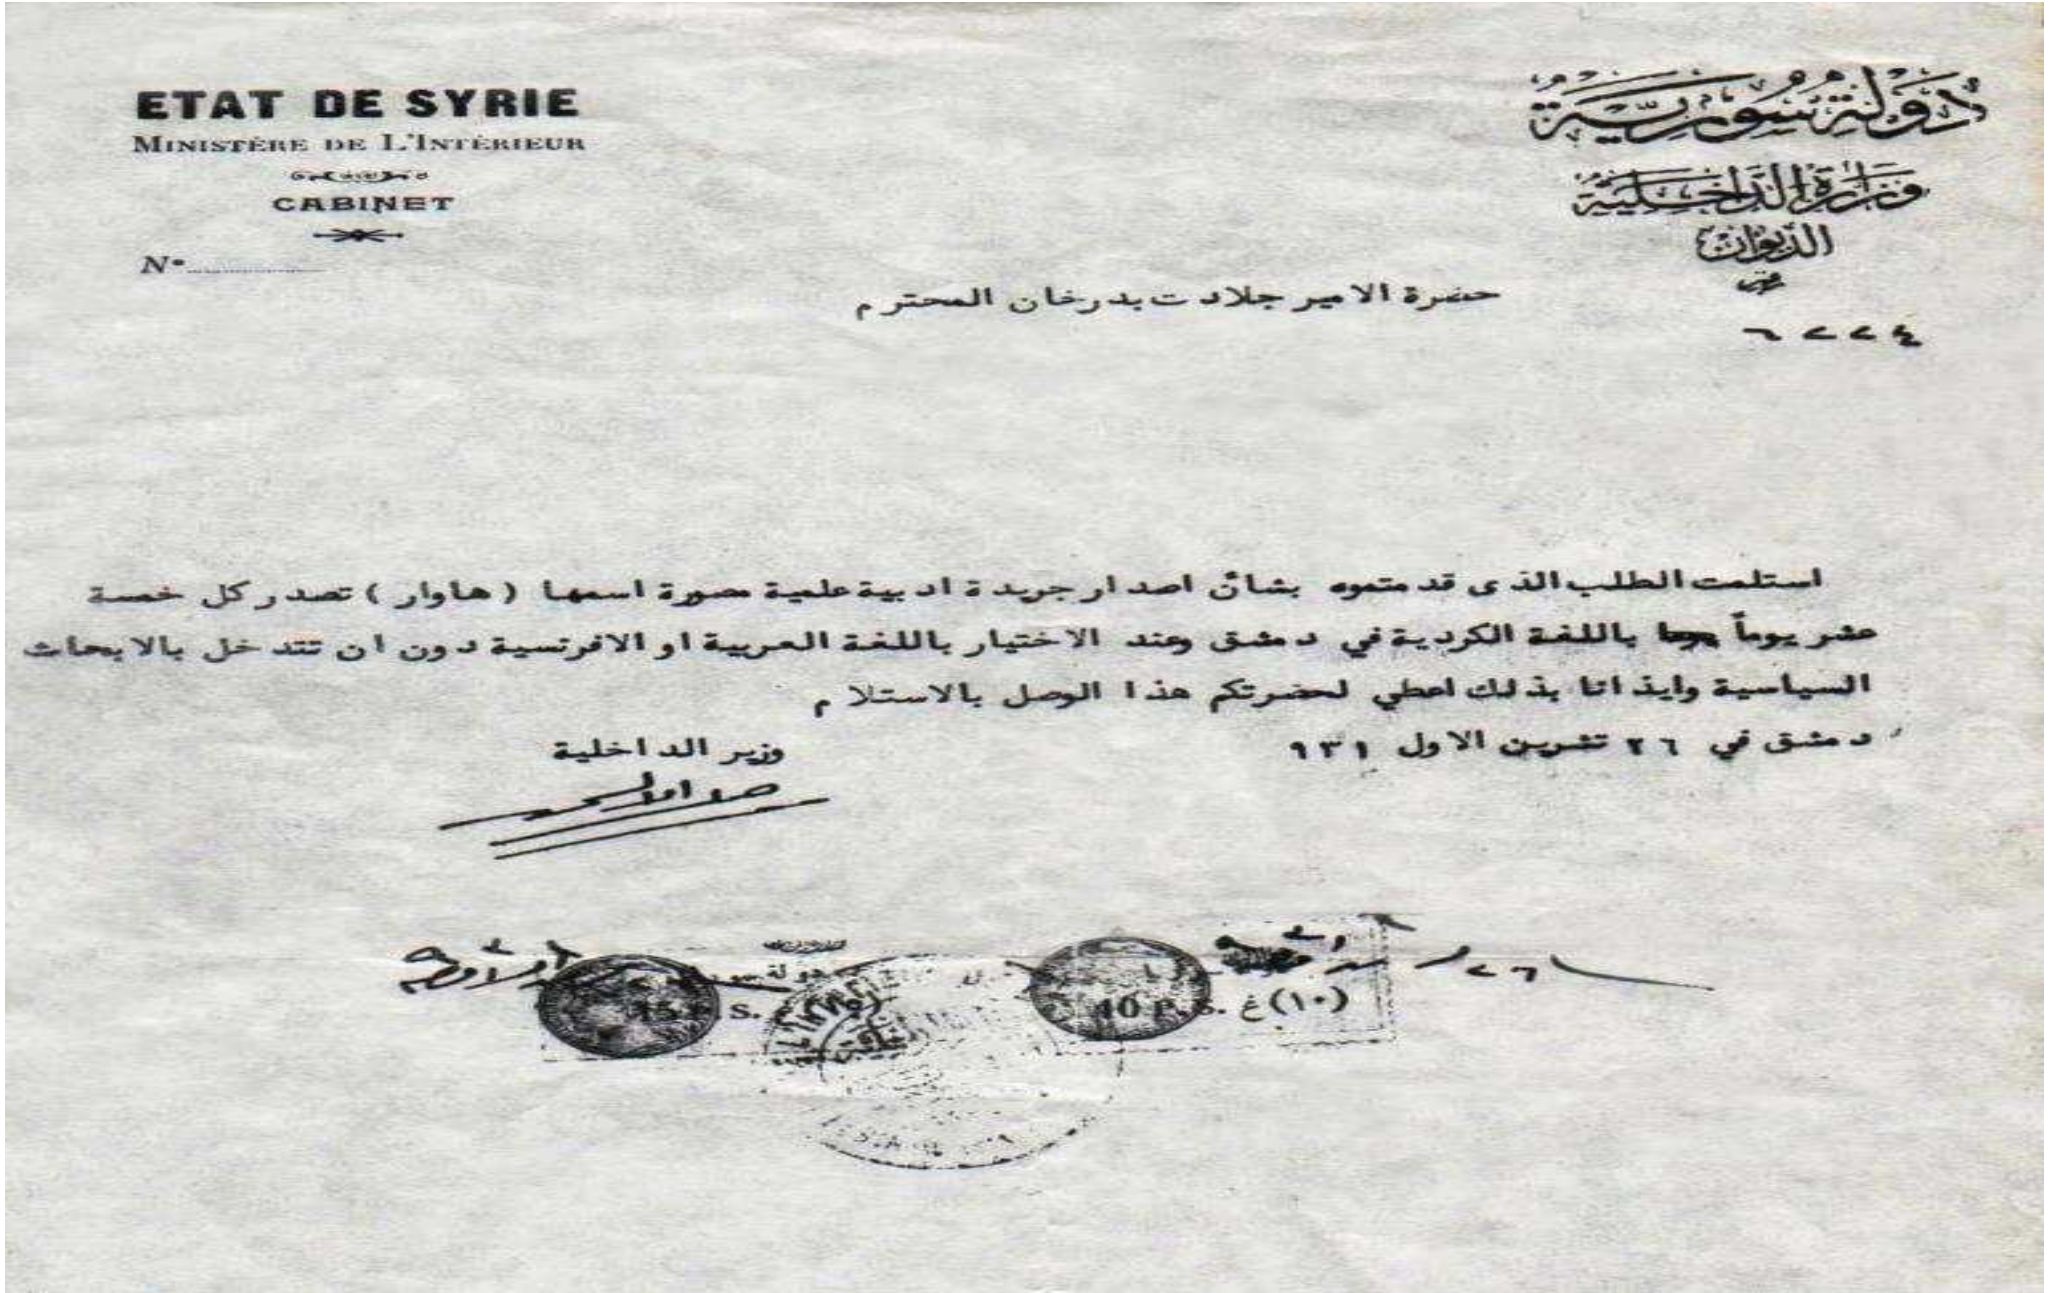 ETAT DE SYRIE
MINISTÈRE DE L'INTÉRIEUR
CABINET
N°
دولة سورية
وزارة الداخلية
الديوان
٦٢٢٤
حضرة الامير جلادت بدرخان المحترم
استلمت الطلب الذى قدمتموه بشأن اصدار جريدة ادبية علمية مصورة اسمها (هاوار) تصدر كل خمسة
عشر يوماً باللغة الكردية في دمشق وعند الاختيار باللغة العربية او الافرنسية دون ان تتدخل بالابحاث
السياسية وايذانا بذلك اعطي لحضرتكم هذا الوصل بالاستلام
دمشق في ٢٦ تشرين الاول ٩٣١
وزير الداخلية
15 P. S.
10 P. S. غ (١٠)